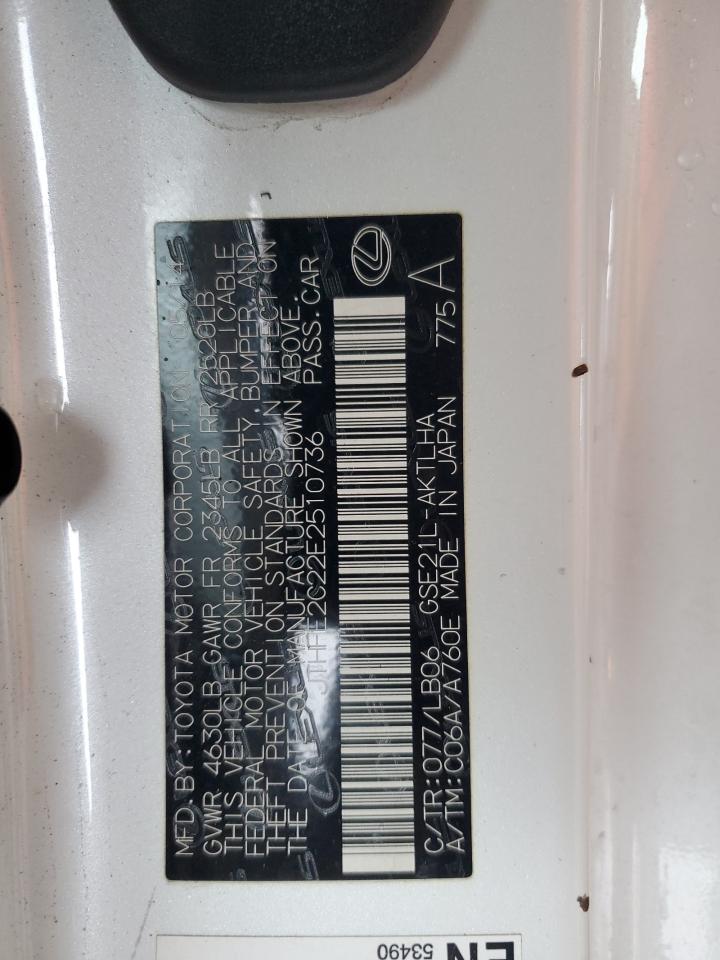 MFD.BY:TOYOTA MOTOR CORPORATION 05/14
GVWR 4630LB GAWR FR 2345LB RR 2520LB
THIS VEHICLE CONFORMS TO ALL APPLICABLE
FEDERAL MOTOR VEHICLE SAFETY,BUMPER,AND
THEFT PREVENTION STANDARDS IN EFFECT ON
THE DATE OF MANUFACTURE SHOWN ABOVE.
JTHFF2C22E2510736 PASS.CAR
C/TR:077/LB06 GSE21L-AKTLHA 775 A
A/TM:C06A/A760E MADE IN JAPAN
EN
53490